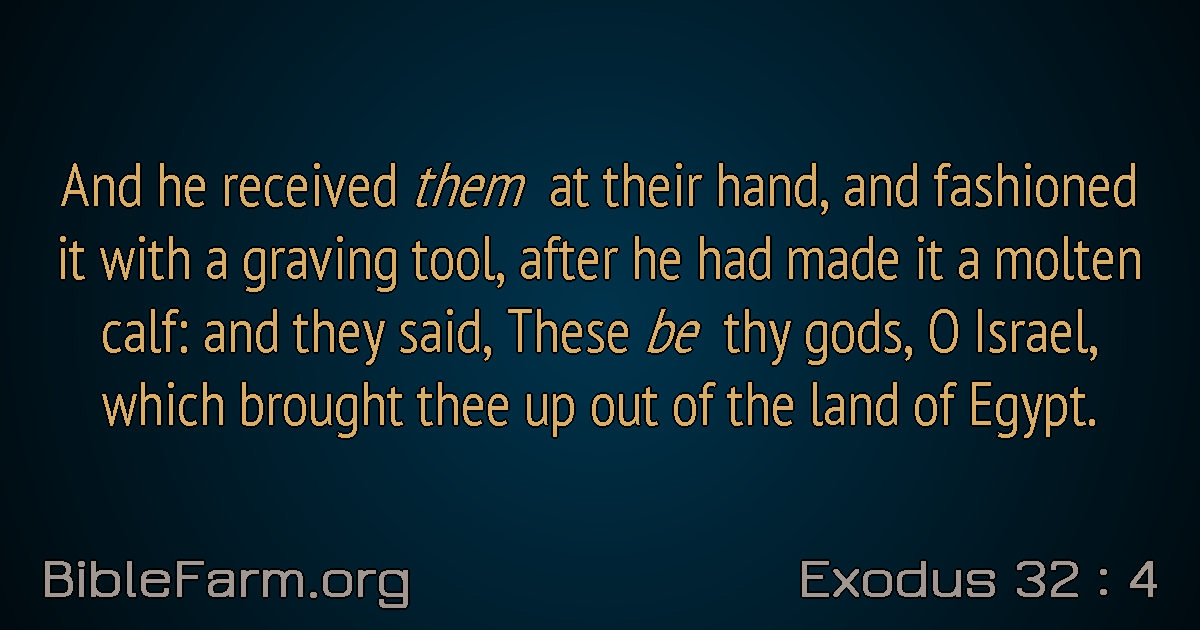 And he received them at their hand, and fashioned
it with a graving tool, after he had made it a molten
calf: and they said, These be thy gods, O Israel,
which brought thee up out of the land of Egypt.
BibleFarm.org
Exodus 32 : 4